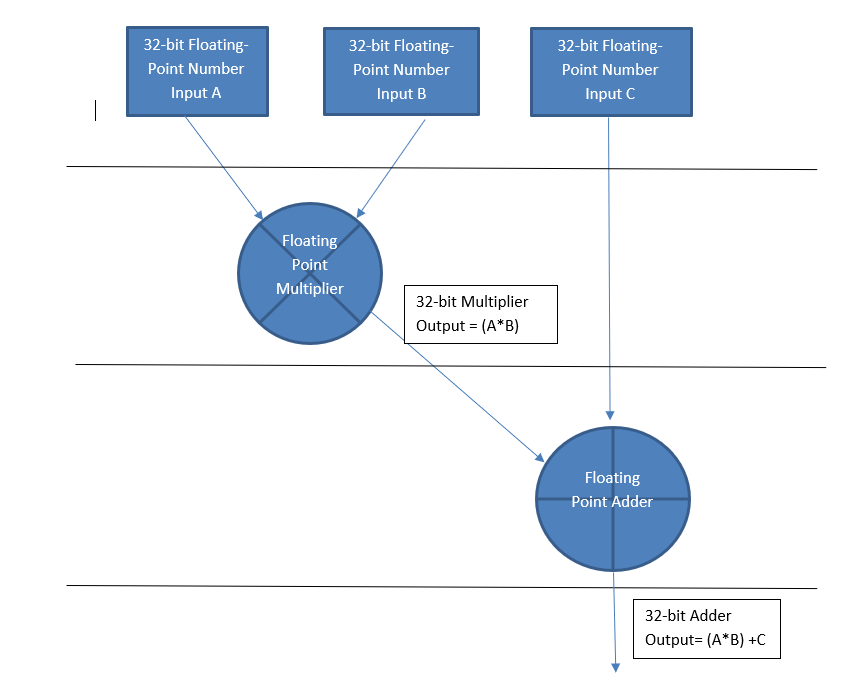 32-bit Floating-
Point Number
Input A
32-bit Floating-
Point Number
Input B
32-bit Floating-
Point Number
Input C
Floating
Point
Multiplier
32-bit Multiplier
Output = (A*B)
Floating
Point Adder
32-bit Adder
Output= (A*B) +C